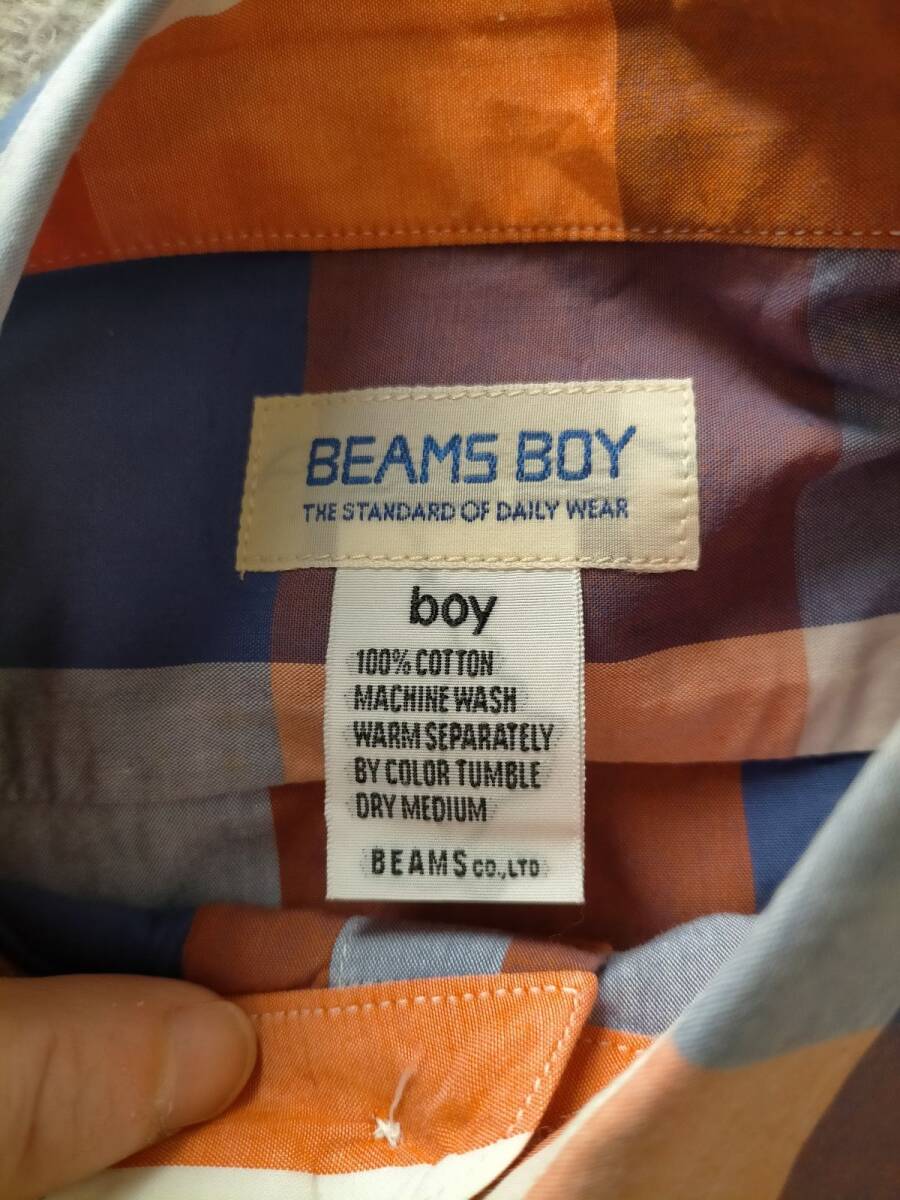 BEAMS BOY
THE STANDARD OF DAILY WEAR
boy
100% COTTON
MACHINE WASH
WARM SEPARATELY
BY COLOR TUMBLE
DRY MEDIUM
BEAMS CO.,LTD